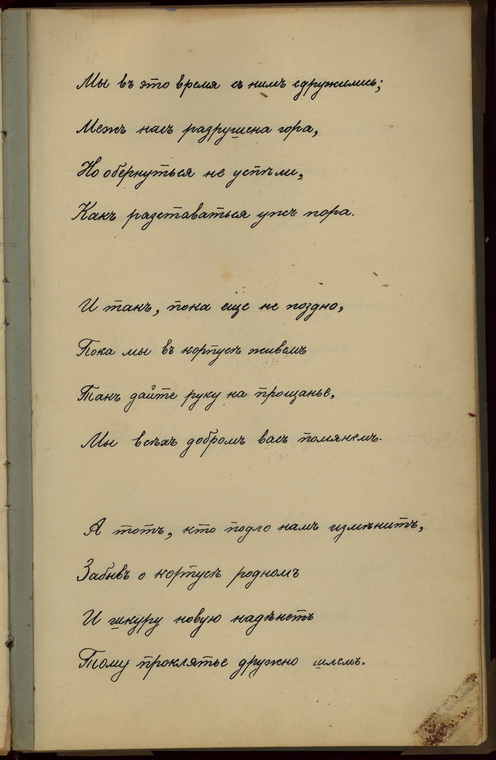 Мы въ это время съ нимъ сдружились;
Межъ насъ разрушена гора,
Но обернуться не успѣли,
Какъ разставаться ужъ пора.
И такъ, пока еще не поздно,
Пока мы въ корпусѣ живемъ
Такъ дайте руку на прощанье,
Мы всѣхъ добромъ васъ помянемъ.
А тотъ, кто подло намъ измѣнитъ,
Забывъ о корпусѣ родномъ
И шкуру новую надѣнетъ
Тому проклятье дружно шлемъ.